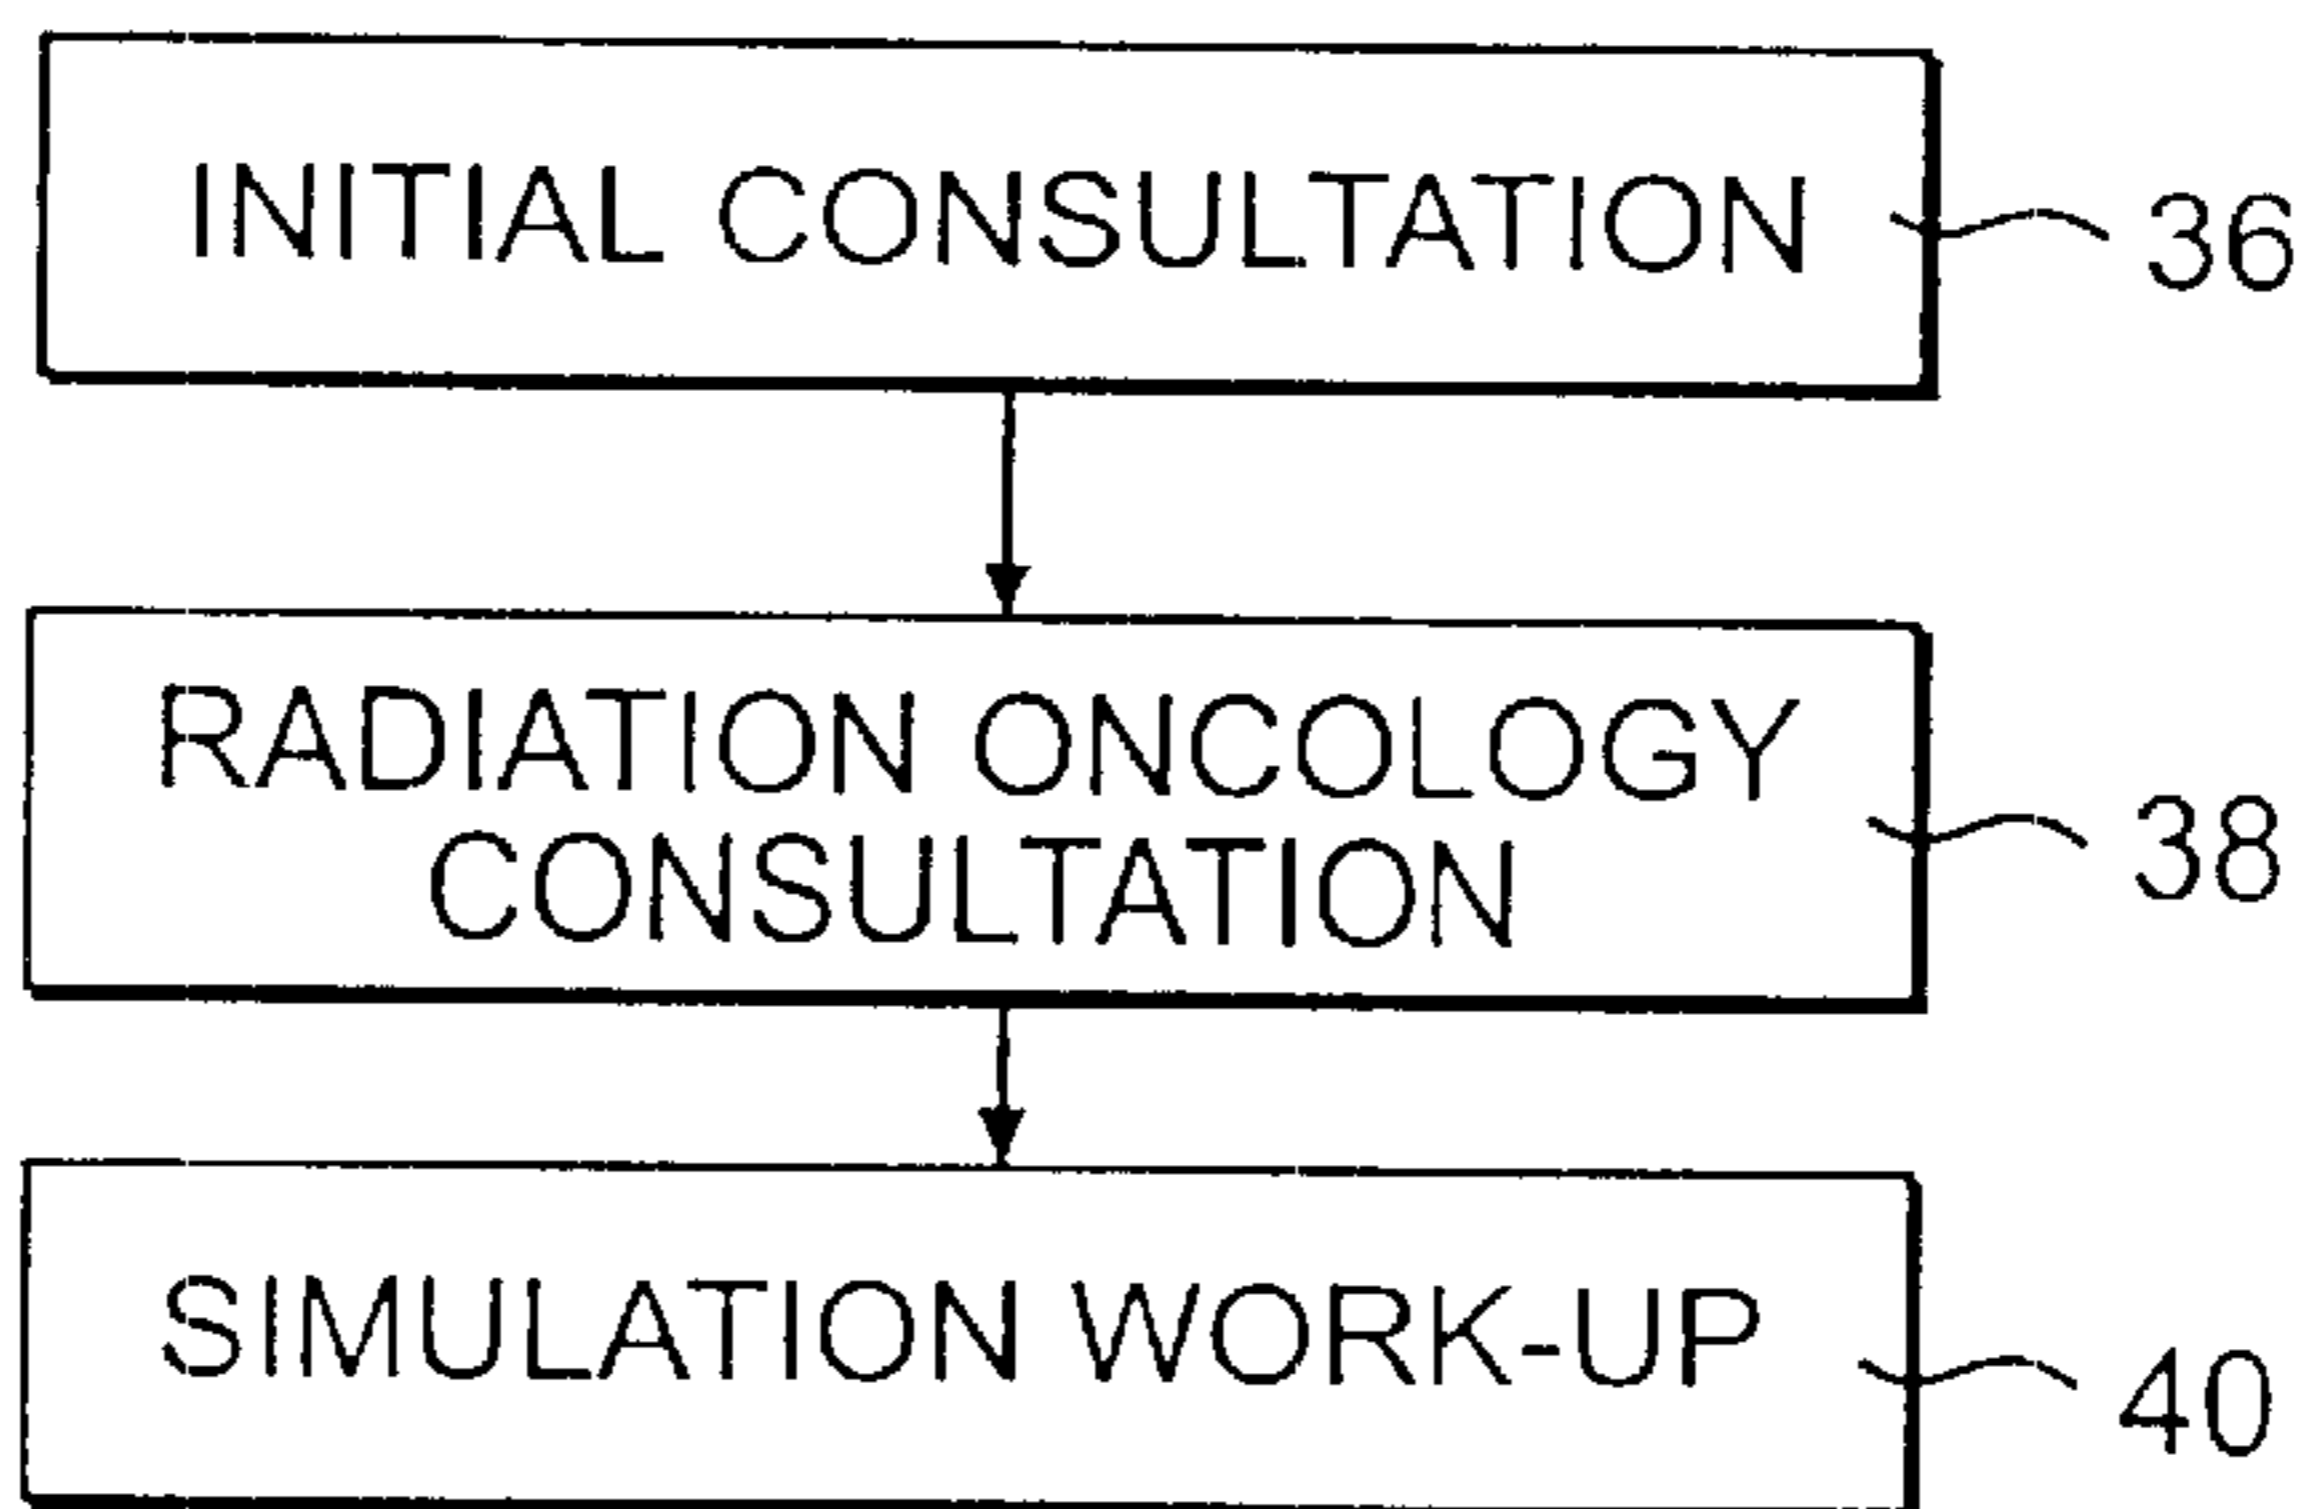 INITIAL CONSULTATION
36
RADIATION ONCOLOGY
CONSULTATION
38
SIMULATION WORK-UP
40